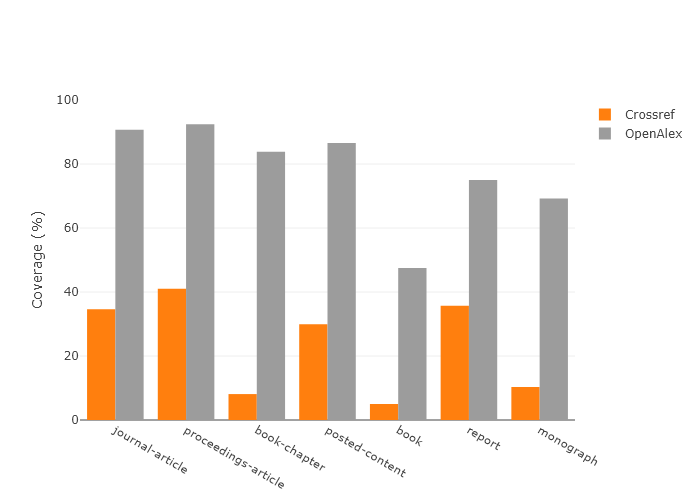 100
80
60
40
20
0
Coverage (%)
journal-article
proceedings-article
book-chapter
posted-content
book
report
monograph
Crossref
OpenAlex